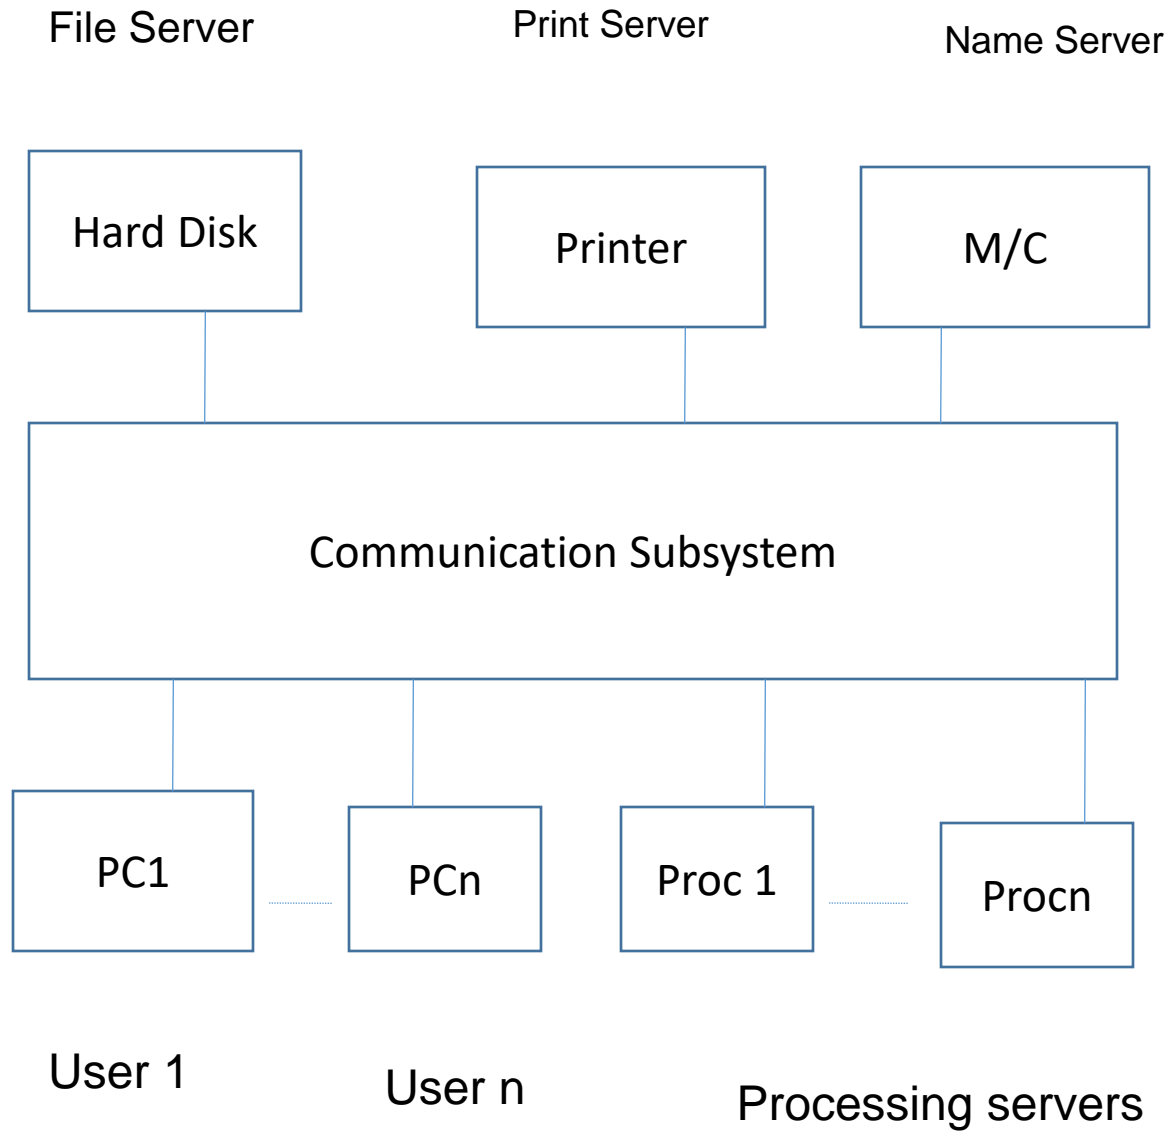 File Server
Print Server
Name Server
Hard Disk
Printer
M/C
Communication Subsystem
PC1
PCn
Proc 1
Procn
User 1
User n
Processing servers